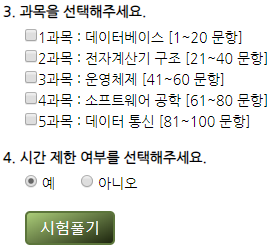 3. 과목을 선택해주세요.
1과목 : 데이터베이스 [1~20 문항]
2과목 : 전자계산기 구조 [21~40 문항]
3과목 : 운영체제 [41~60 문항]
4과목 : 소프트웨어 공학 [61~80 문항]
5과목 : 데이터 통신 [81~100 문항]
4. 시간 제한 여부를 선택해주세요.
예 아니오
시험풀기